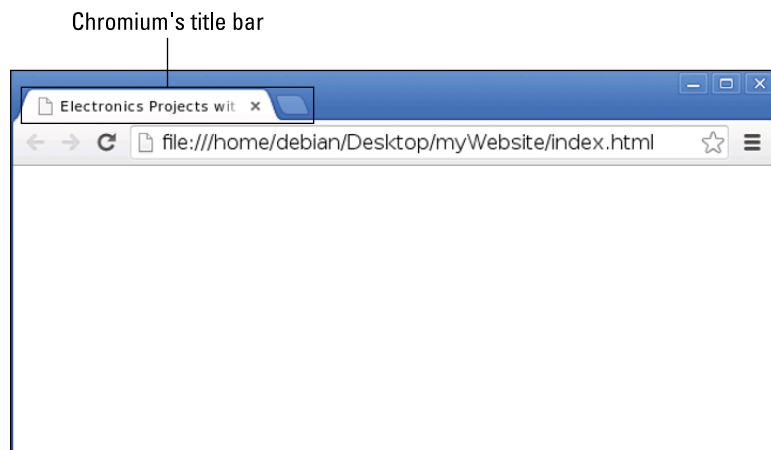 Chromium's title bar
Electronics Projects wit
file:///home/debian/Desktop/myWebsite/index.html